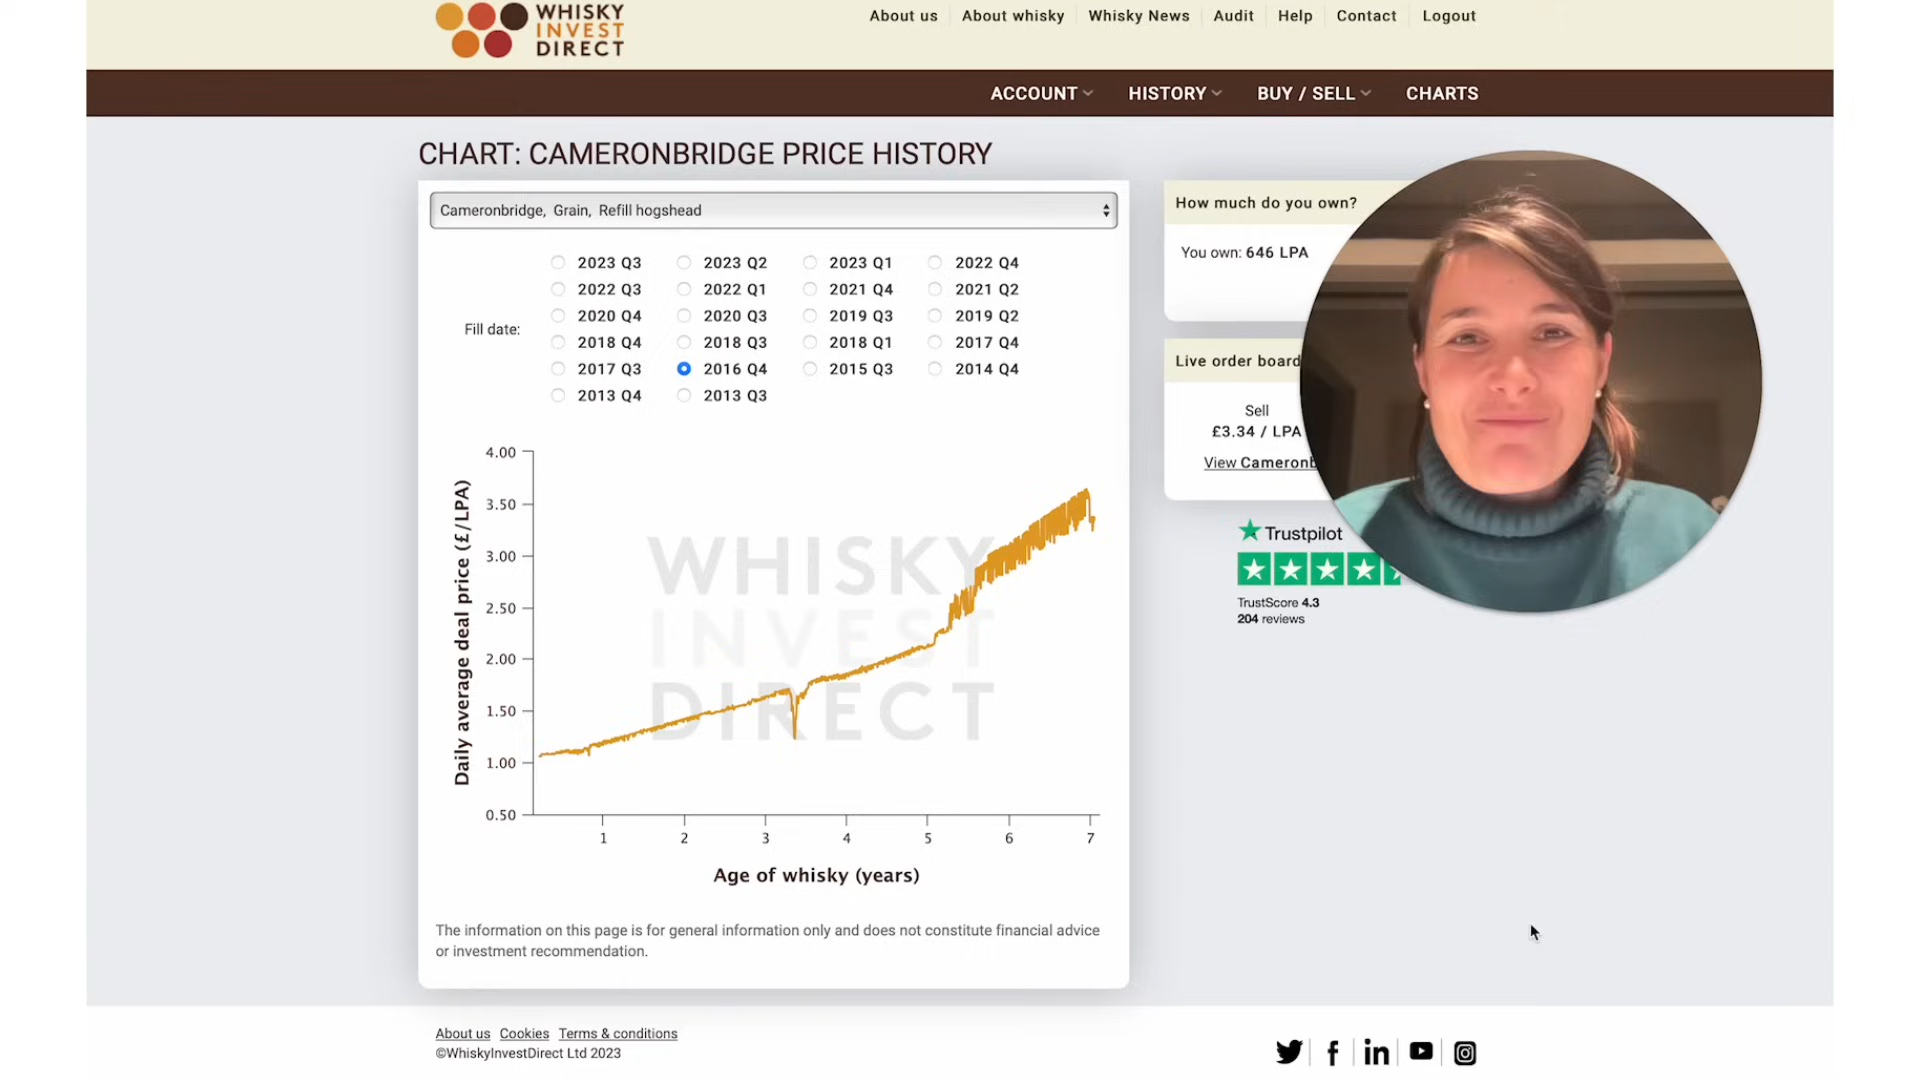 WHISKY
INVEST
DIRECT
About us
About whisky
Whisky News
Audit
Help
Contact
Logout
ACCOUNT
HISTORY
BUY / SELL
CHARTS
CHART: CAMERONBRIDGE PRICE HISTORY
Cameronbridge, Grain, Refill hogshead
Fill date:
2023 Q3 2023 Q2 2023 Q1 2022 Q4
2022 Q3 2022 Q1 2021 Q4 2021 Q2
2020 Q4 2020 Q3 2019 Q3 2019 Q2
2018 Q4 2018 Q3 2018 Q1 2017 Q4
2017 Q3 2016 Q4 2015 Q3 2014 Q4
2013 Q4 2013 Q3
Daily average deal price (£/LPA)
4.00
3.50
3.00
2.50
2.00
1.50
1.00
0.50
WHISKY
INVEST
DIRECT
1 2 3 4 5 6 7
Age of whisky (years)
The information on this page is for general information only and does not constitute financial advice
or investment recommendation.
How much do you own?
You own: 646 LPA
Live order board
Sell
£3.34 / LPA
View Cameronb
Trustpilot
TrustScore 4.3
204 reviews
About us Cookies Terms & conditions
©WhiskyInvestDirect Ltd 2023